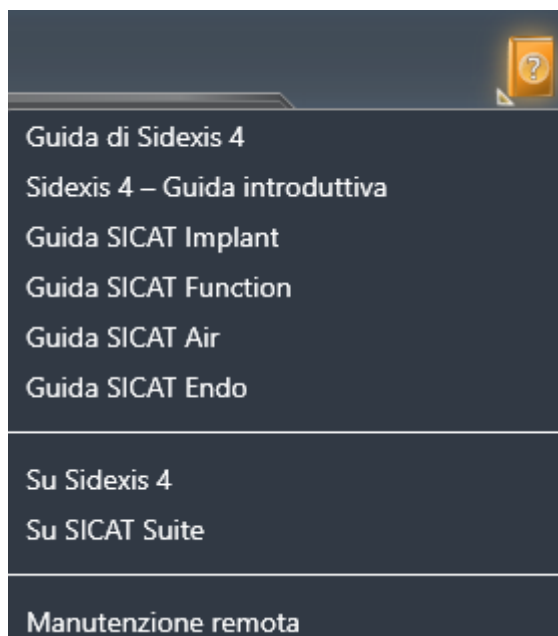 ?
Guida di Sidexis 4
Sidexis 4 – Guida introduttiva
Guida SICAT Implant
Guida SICAT Function
Guida SICAT Air
Guida SICAT Endo
Su Sidexis 4
Su SICAT Suite
Manutenzione remota